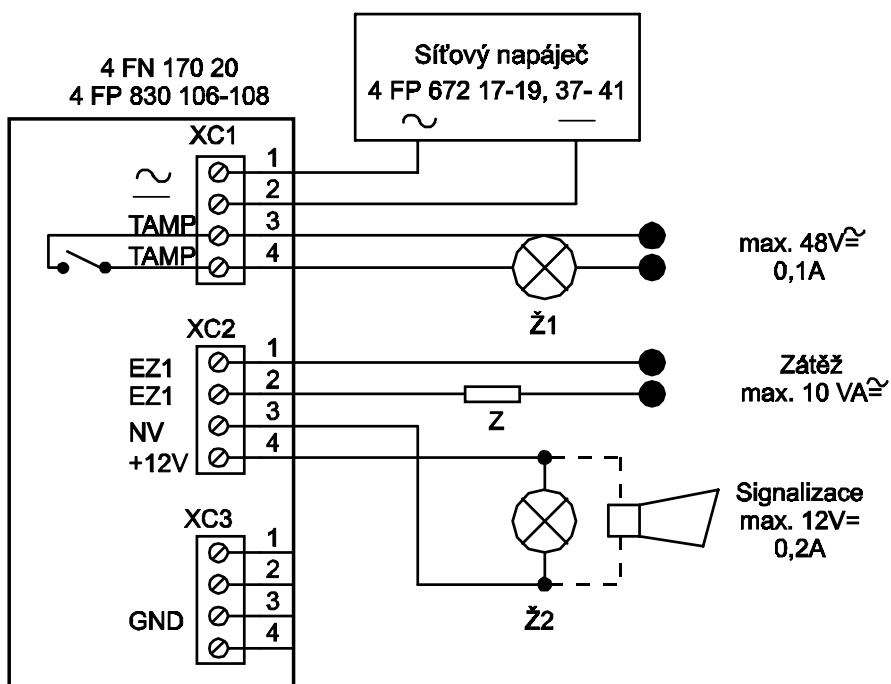 4 FN 170 20
4 FP 830 106-108
Síťový napáječ
4 FP 672 17-19, 37- 41
XC1
1
2
TAMP 3
TAMP 4
Ž1
max. 48V
0,1A
XC2
EZ1 1
EZ1 2
NV 3
+12V 4
Z
Zátěž
max. 10 VA
XC3
1
2
GND 3
4
Ž2
Signalizace
max. 12V=
0,2A